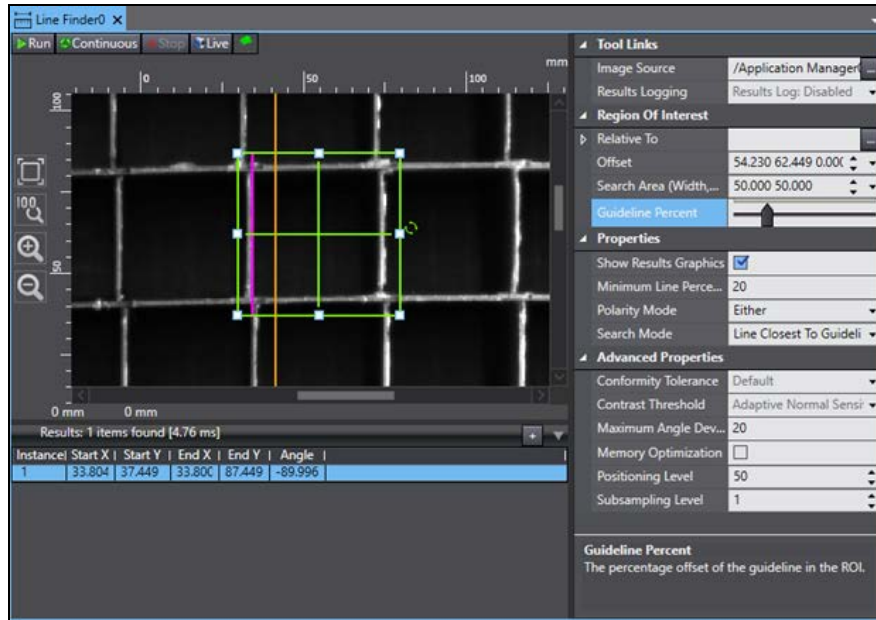 Line Finder0
Run Continuous Stop Live
mm
0 50 100
100
50
0 mm 0 mm
Results: 1 items found [4.76 ms]
Instance Start X Start Y End X End Y Angle
1 33.804 37.449 33.80C 87.449 -89.996
Tool Links
Image Source /Application Manager
Results Logging Results Log: Disabled
Region Of Interest
Relative To
Offset 54.230 62.449 0.00(
Search Area (Width,... 50.000 50.000
Guideline Percent
Properties
Show Results Graphics
Minimum Line Perce... 20
Polarity Mode Either
Search Mode Line Closest To Guideli
Advanced Properties
Conformity Tolerance Default
Contrast Threshold Adaptive Normal Sensi
Maximum Angle Dev... 20
Memory Optimization
Positioning Level 50
Subsampling Level 1
Guideline Percent
The percentage offset of the guideline in the ROI.